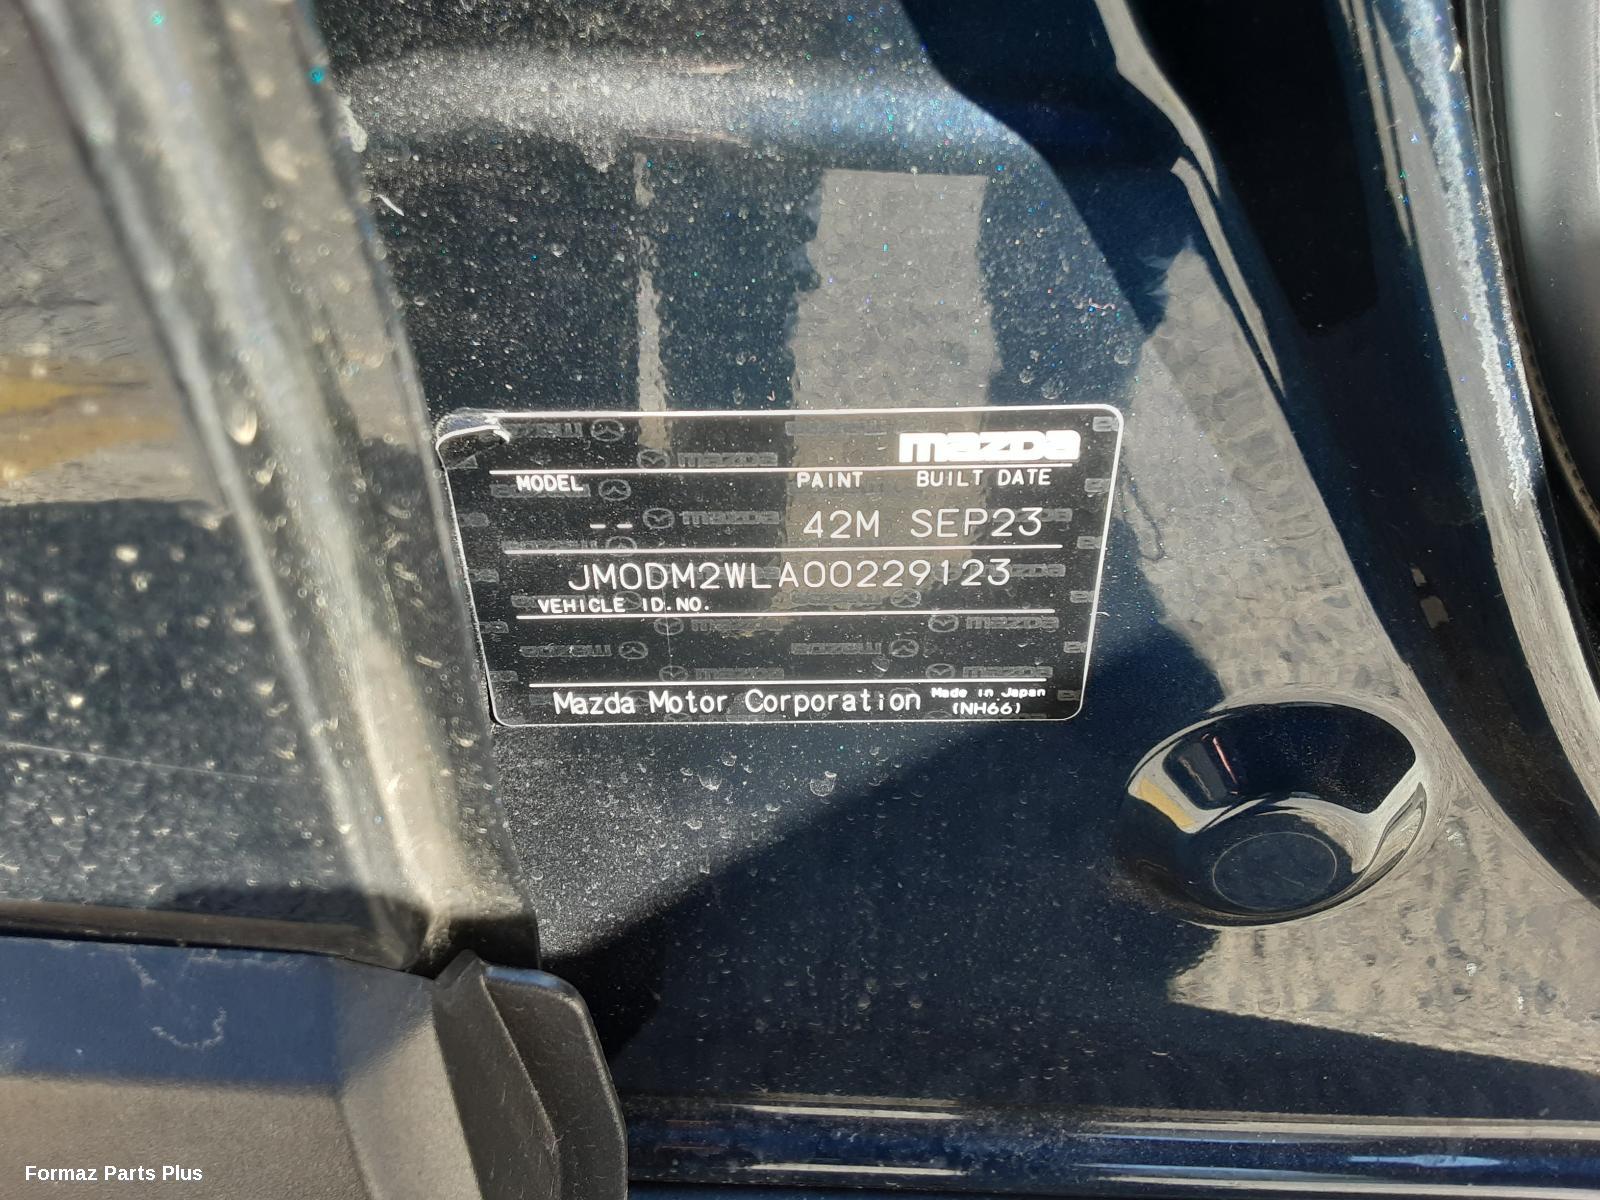 mazda
MODEL PAINT BUILT DATE
-- 42M SEP23
JM0DM2WLA00229123
VEHICLE ID.NO.
Mazda Motor Corporation Made in Japan
(NH66)
Formaz Parts Plus